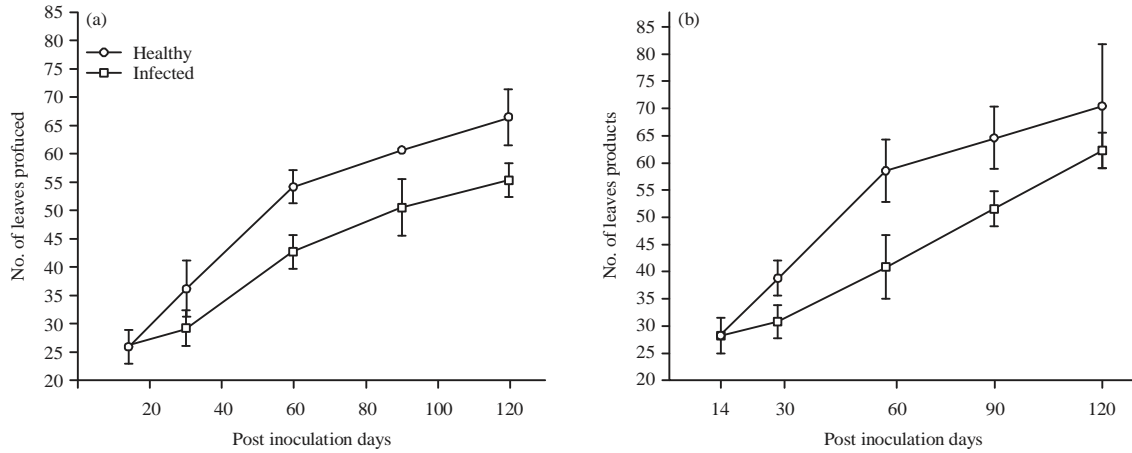 (a)
Healthy
Infected
No. of leaves profuced
85
80
75
70
65
60
55
50
45
40
35
30
25
20
20 40 60 80 100 120
Post inoculation days
(b)
No. of leaves products
85
80
75
70
65
60
55
50
45
40
35
30
25
20
14 30 60 90 120
Post inoculation days